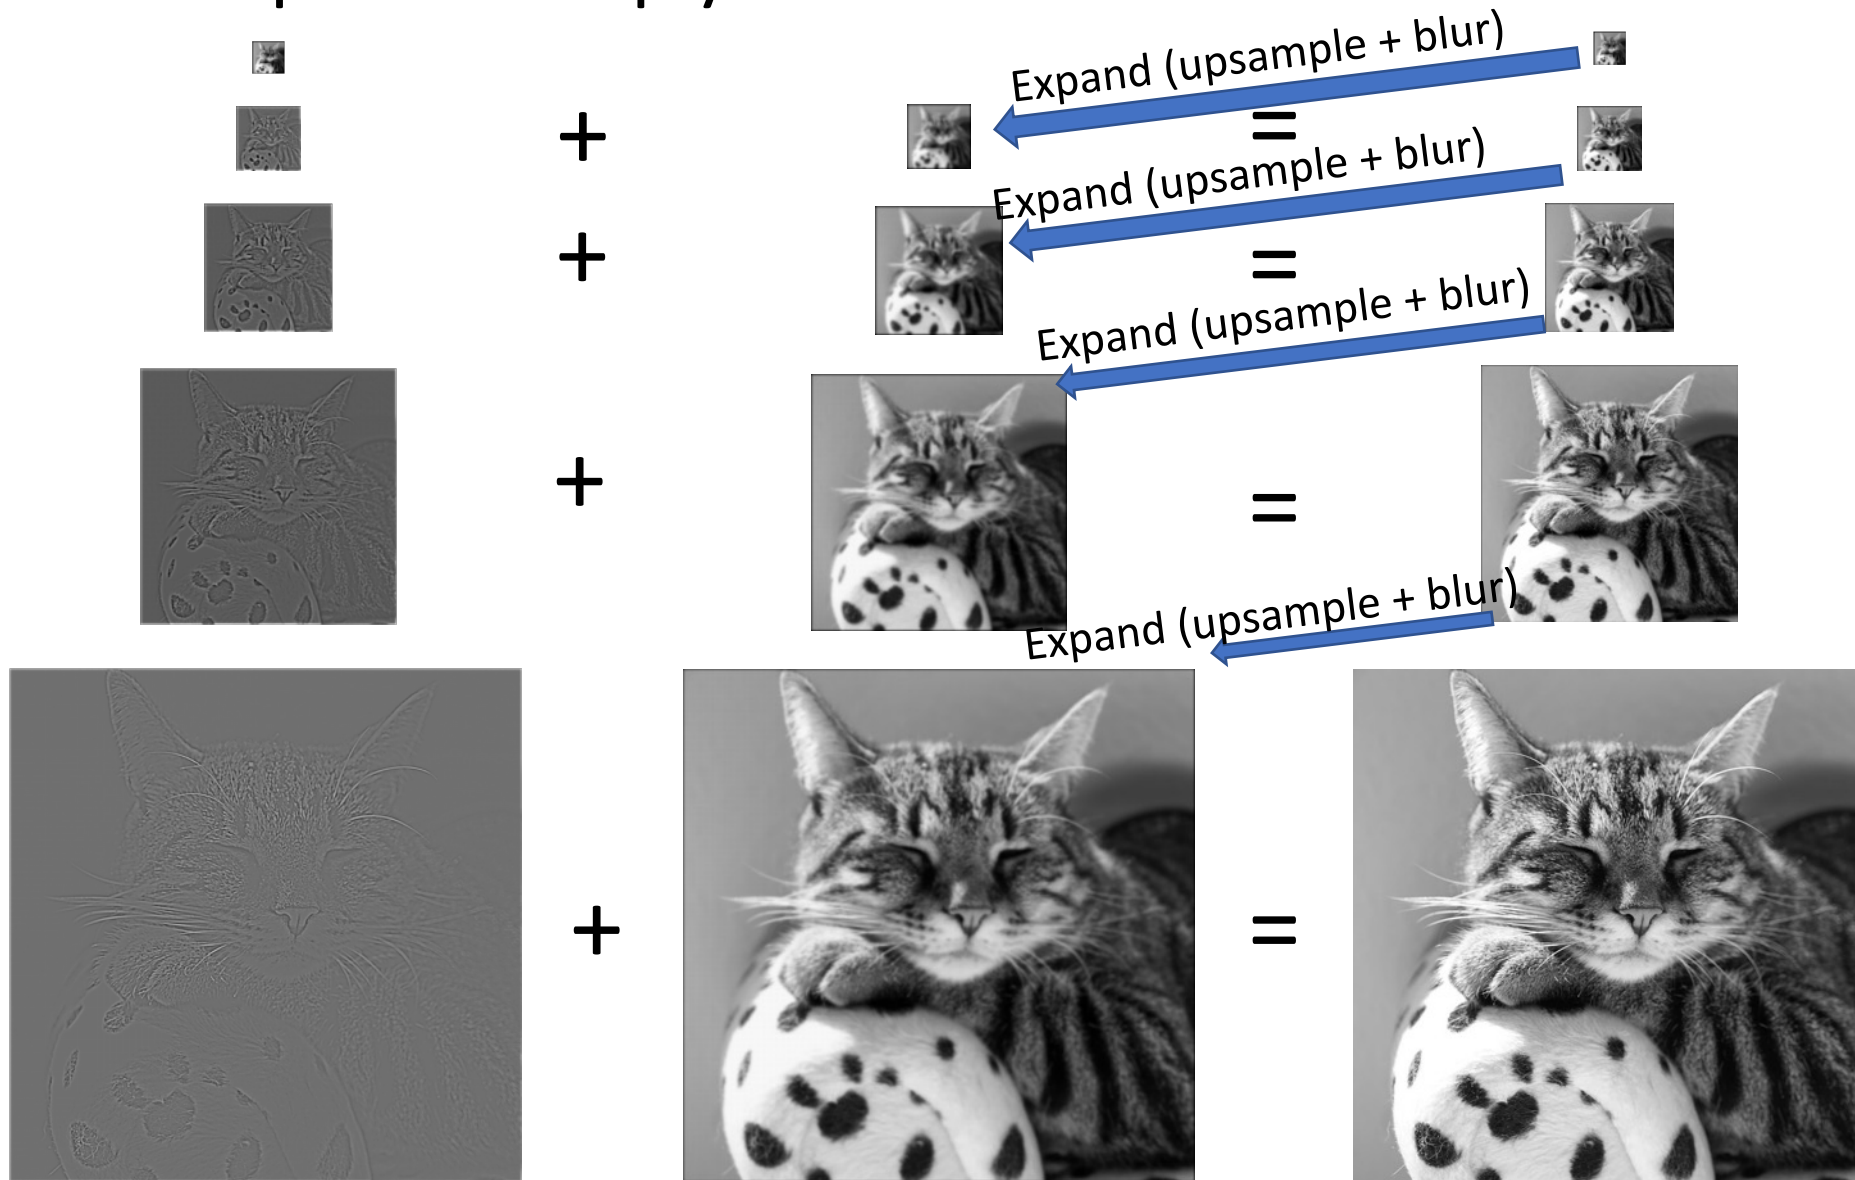 Expand (upsample + blur)
+
=
Expand (upsample + blur)
+
=
Expand (upsample + blur)
+
=
Expand (upsample + blur)
+
=